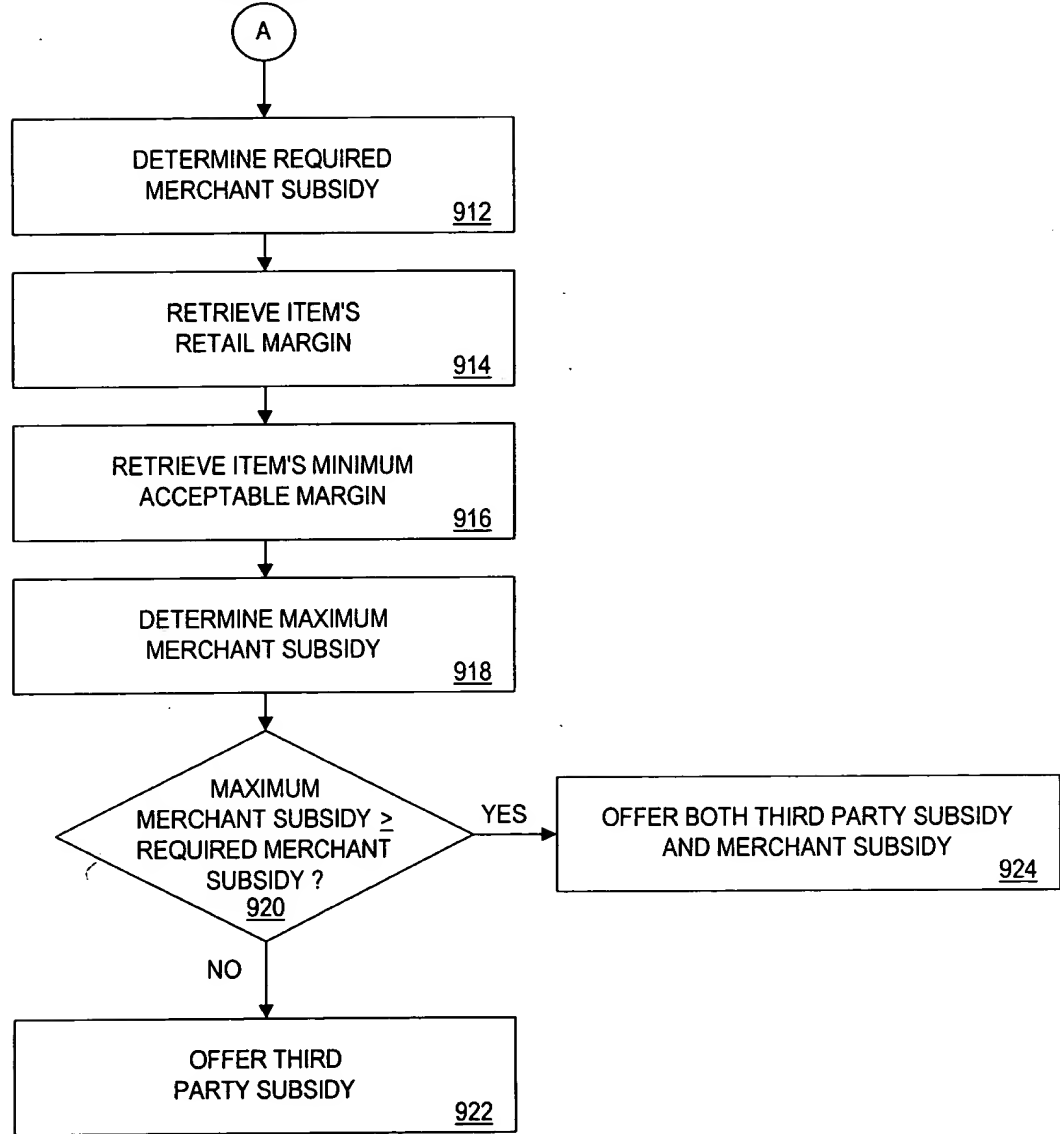 A
DETERMINE REQUIRED
MERCHANT SUBSIDY
912
RETRIEVE ITEM'S
RETAIL MARGIN
914
RETRIEVE ITEM'S MINIMUM
ACCEPTABLE MARGIN
916
DETERMINE MAXIMUM
MERCHANT SUBSIDY
918
MAXIMUM
MERCHANT SUBSIDY ≥
REQUIRED MERCHANT
SUBSIDY ?
920
YES
OFFER BOTH THIRD PARTY SUBSIDY
AND MERCHANT SUBSIDY
924
NO
OFFER THIRD
PARTY SUBSIDY
922